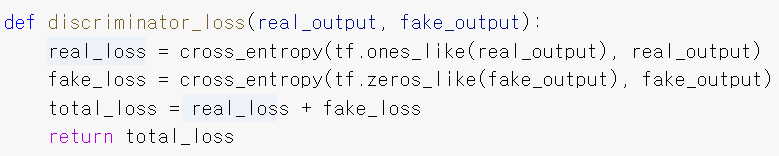 def discriminator_loss(real_output, fake_output):
    real_loss = cross_entropy(tf.ones_like(real_output), real_output)
    fake_loss = cross_entropy(tf.zeros_like(fake_output), fake_output)
    total_loss = real_loss + fake_loss
    return total_loss